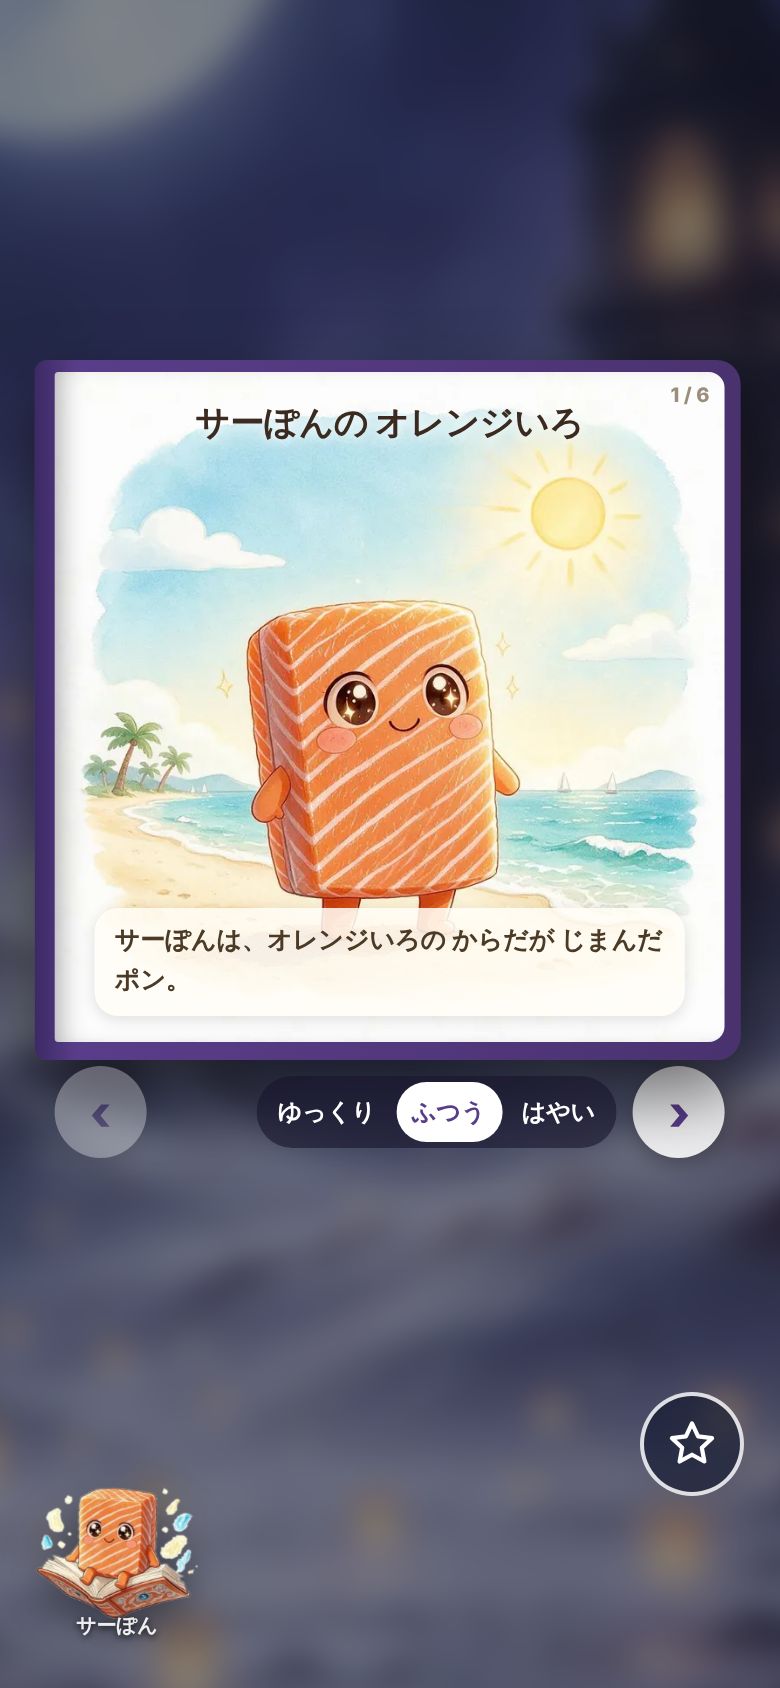 1 / 6
サーぽんの オレンジいろ
サーぽんは、オレンジいろの からだが じまんだ
ポン。
ゆっくり
ふつう
はやい
サーぽん